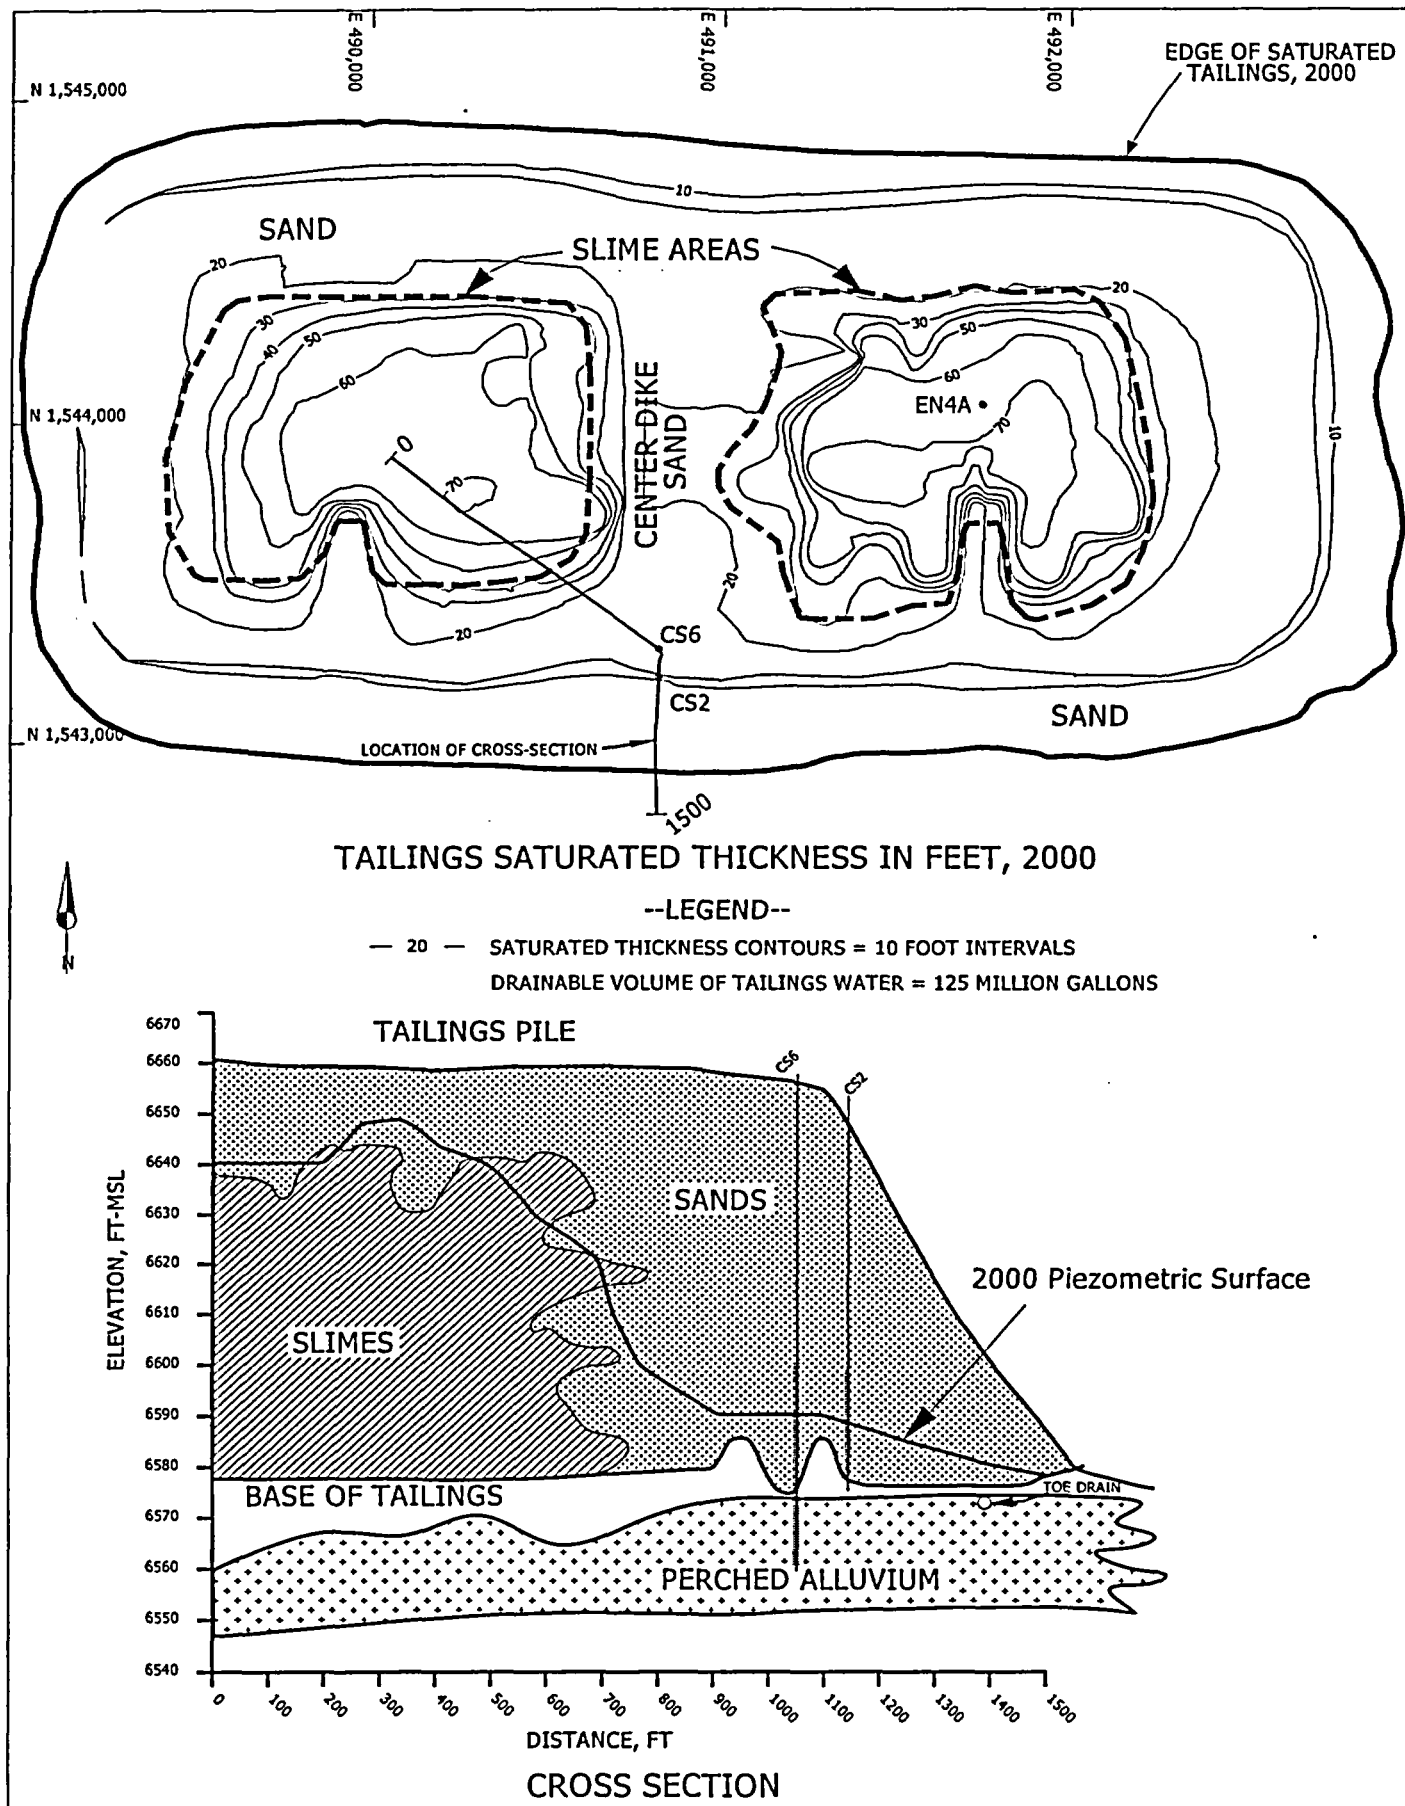 E 490,000
E 491,000
E 492,000
EDGE OF SATURATED
TAILINGS, 2000
N 1,545,000
10
SAND
SLIME AREAS
20
20
30
40
50
60
30
50
60
CENTER DIKE
SAND
EN4A
N 1,544,000
70
10
0
70
20
20
CS6
CS2
SAND
N 1,543,000
LOCATION OF CROSS-SECTION
1500
TAILINGS SATURATED THICKNESS IN FEET, 2000
--LEGEND--
— 20 — SATURATED THICKNESS CONTOURS = 10 FOOT INTERVALS
DRAINABLE VOLUME OF TAILINGS WATER = 125 MILLION GALLONS
N
TAILINGS PILE
6670
6660
6650
6640
6630
6620
6610
6600
6590
6580
6570
6560
6550
6540
ELEVATION, FT-MSL
CS6
CS2
SANDS
2000 Piezometric Surface
SLIMES
BASE OF TAILINGS
TOE DRAIN
PERCHED ALLUVIUM
0
100
200
300
400
500
600
700
800
900
1000
1100
1200
1300
1400
1500
DISTANCE, FT
CROSS SECTION